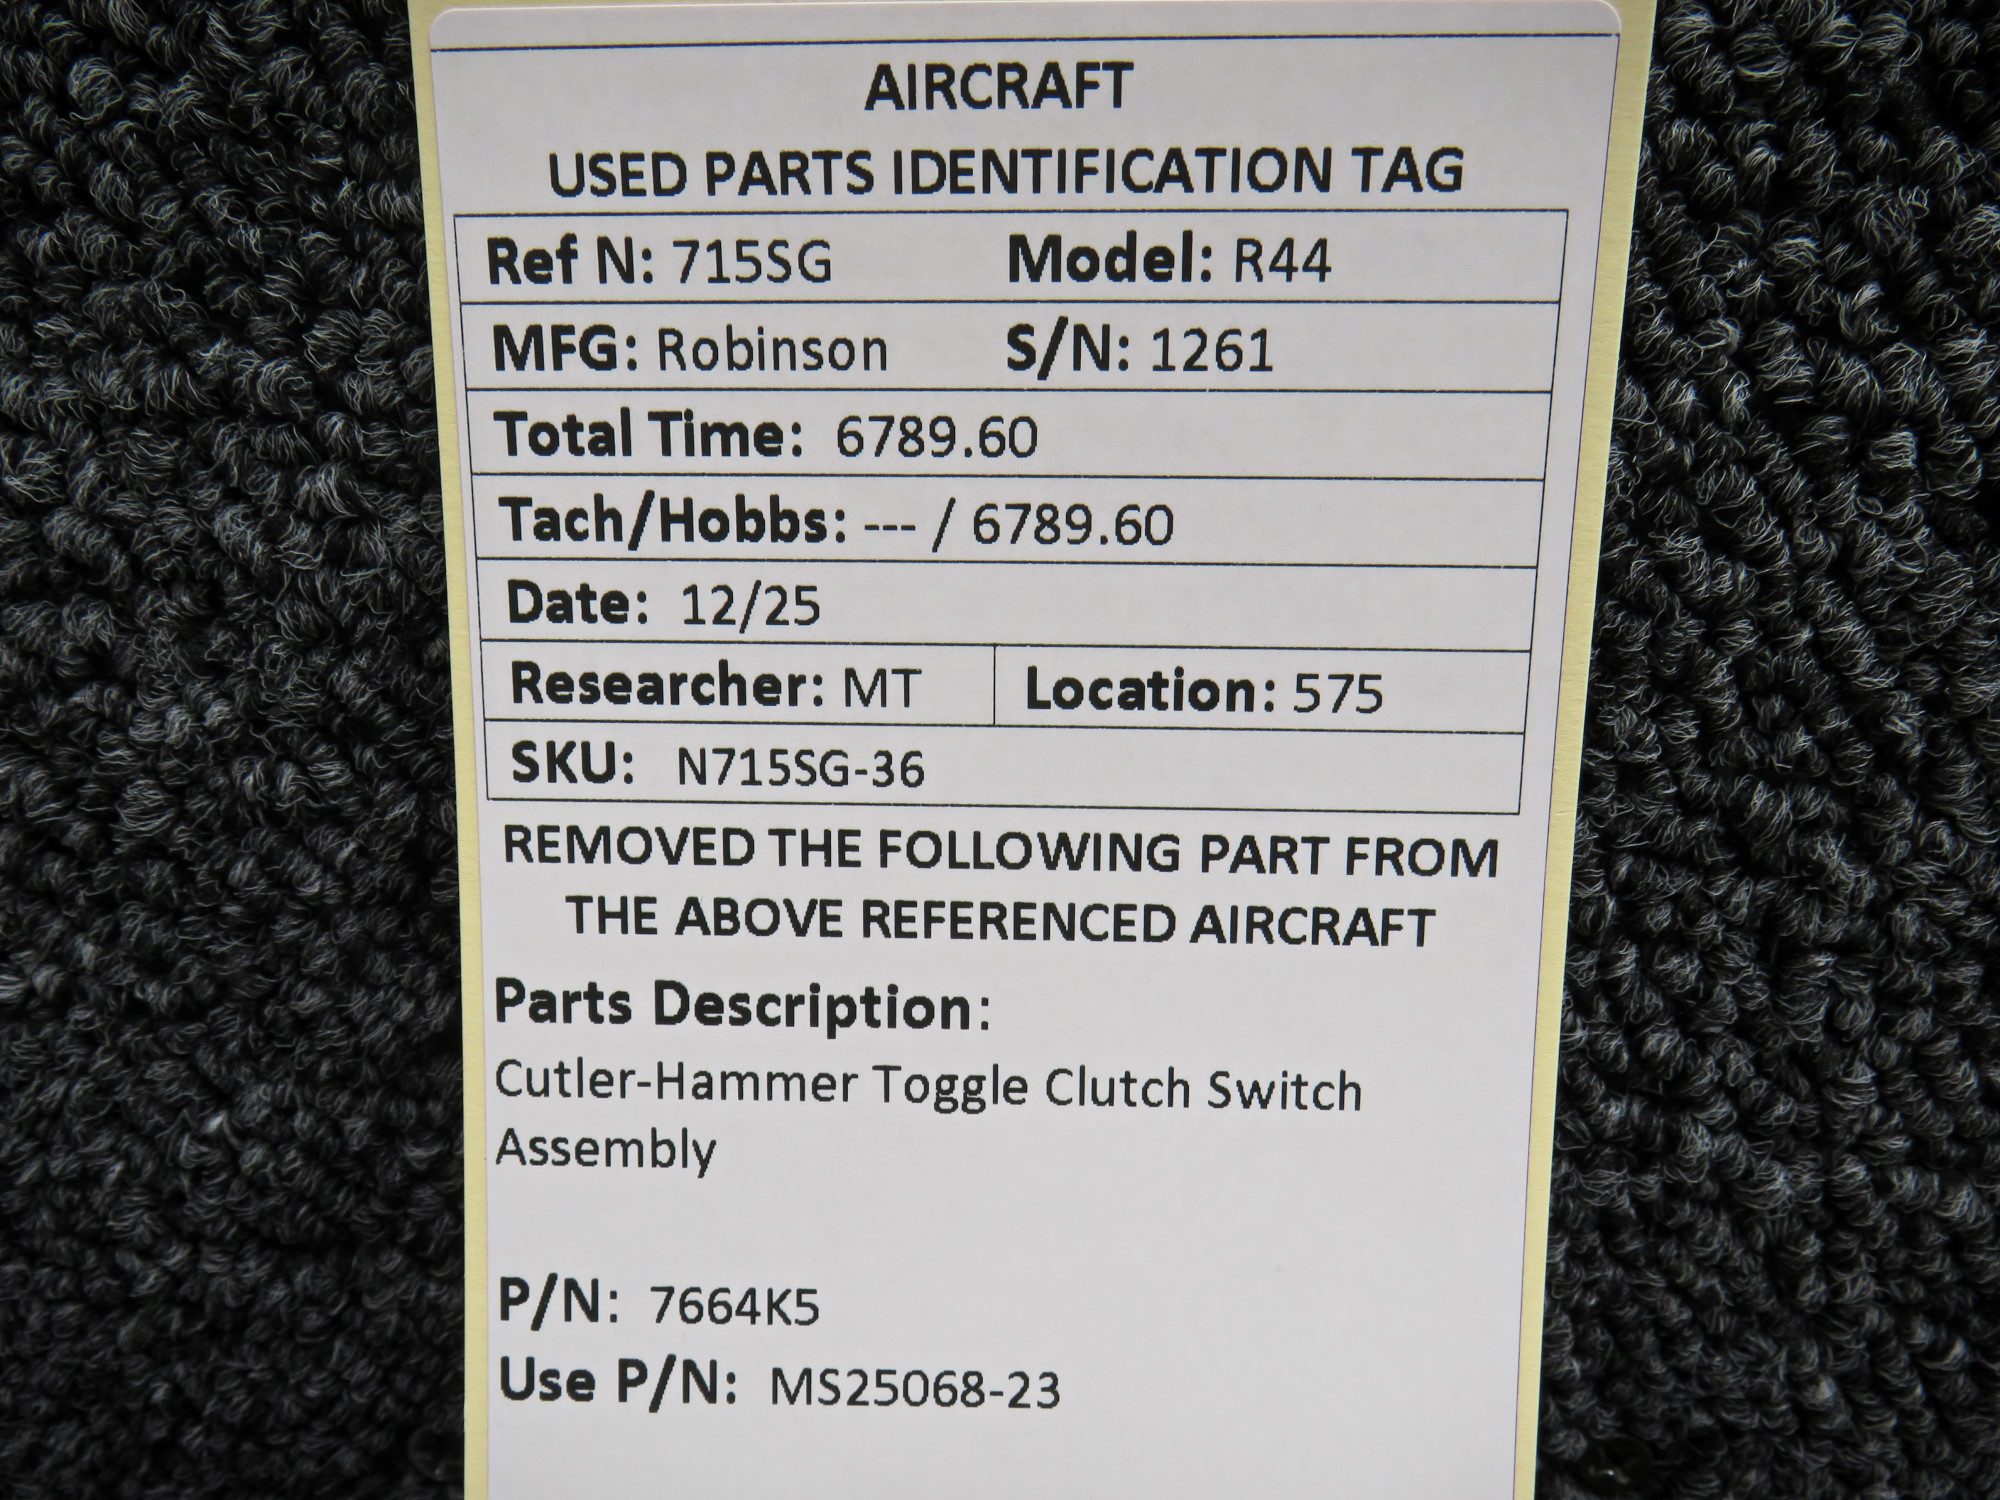 AIRCRAFT
USED PARTS IDENTIFICATION TAG
Ref N: 715SG Model: R44
MFG: Robinson S/N: 1261
Total Time: 6789.60
Tach/Hobbs: --- / 6789.60
Date: 12/25
Researcher: MT Location: 575
SKU: N715SG-36
REMOVED THE FOLLOWING PART FROM
THE ABOVE REFERENCED AIRCRAFT
Parts Description:
Cutler-Hammer Toggle Clutch Switch
Assembly
P/N: 7664K5
Use P/N: MS25068-23